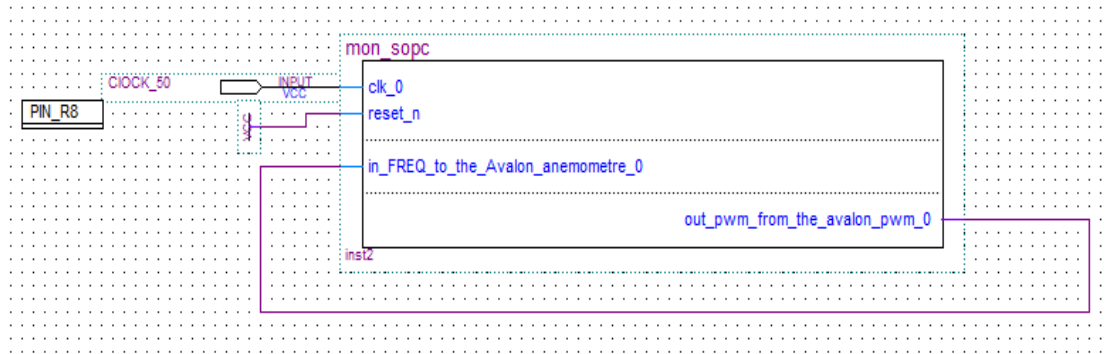 mon_sopc
ClOCK_50
INPUT
VCC
clk_0
PIN_R8
VCC
reset_n
in_FREQ_to_the_Avalon_anemometre_0
out_pwm_from_the_avalon_pwm_0
inst2